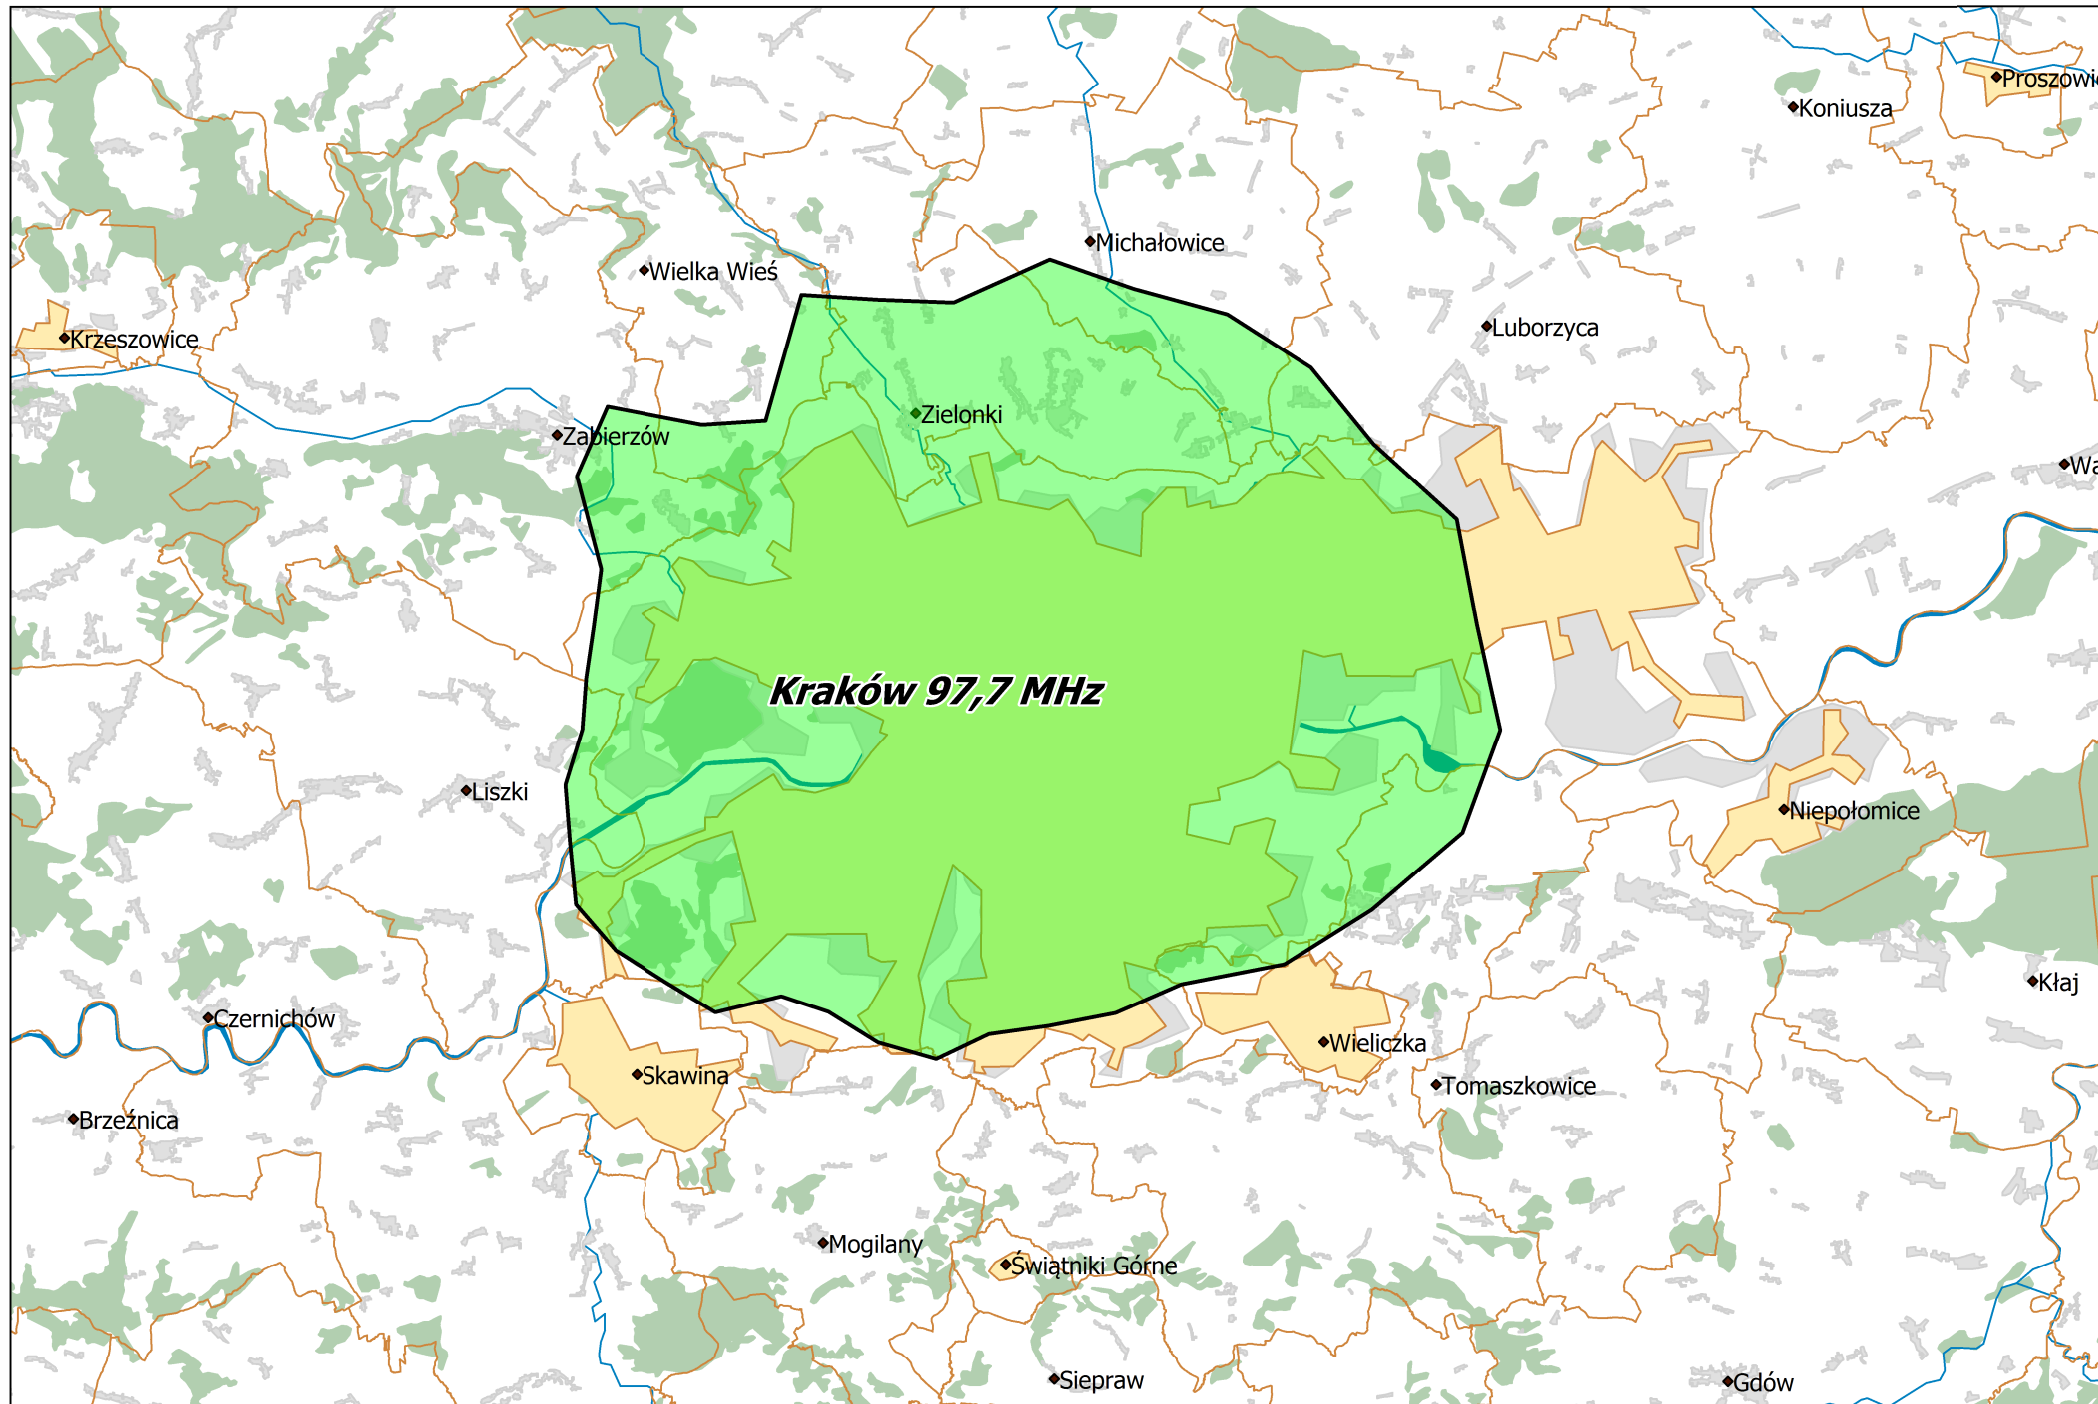 Proszowi
Koniusza
Michałowice
Wielka Wieś
Luborzyca
Krzeszowice
Zielonki
Zabierzów
Wa
Kraków 97,7 MHz
Liszki
Niepołomice
Kłaj
Czernichów
Wieliczka
Skawina
Tomaszkowice
Brzeźnica
Mogilany
Świątniki Górne
Siepraw
Gdów